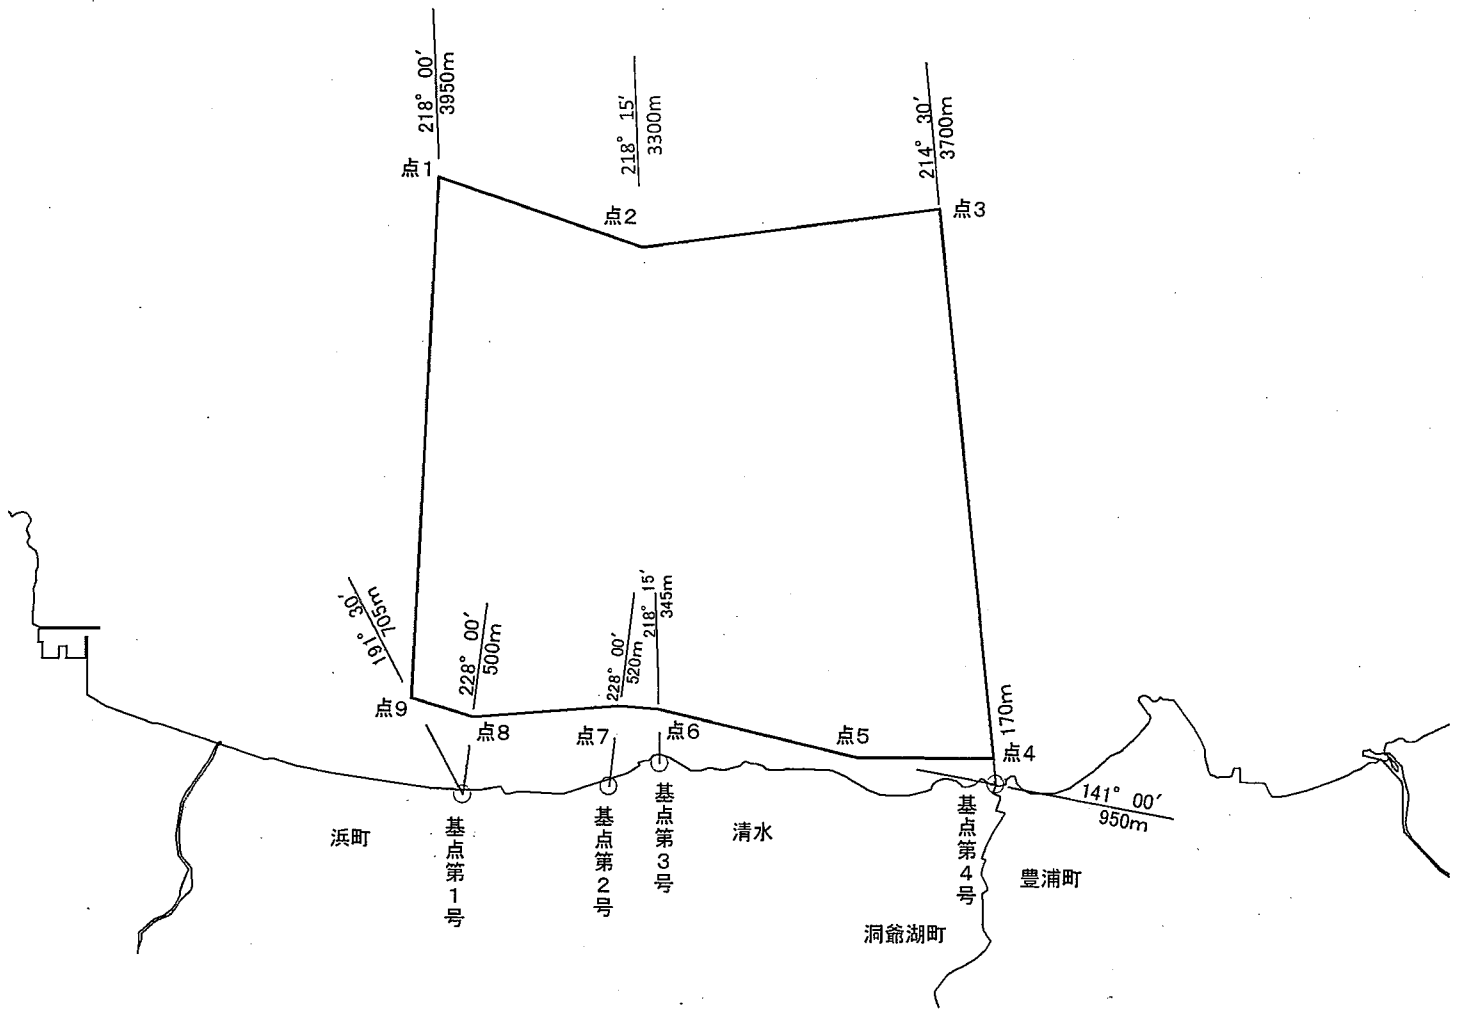 218° 00′
3950m
218° 15′
3300m
214° 30′
3700m
点1
点2
点3
191° 30′
705m
228° 00′
500m
228° 00′
520m
218° 15′
345m
170m
点9
点8
点7
点6
点5
点4
141° 00′
950m
浜町
基点第1号
基点第2号
基点第3号
清水
基点第4号
豊浦町
洞爺湖町